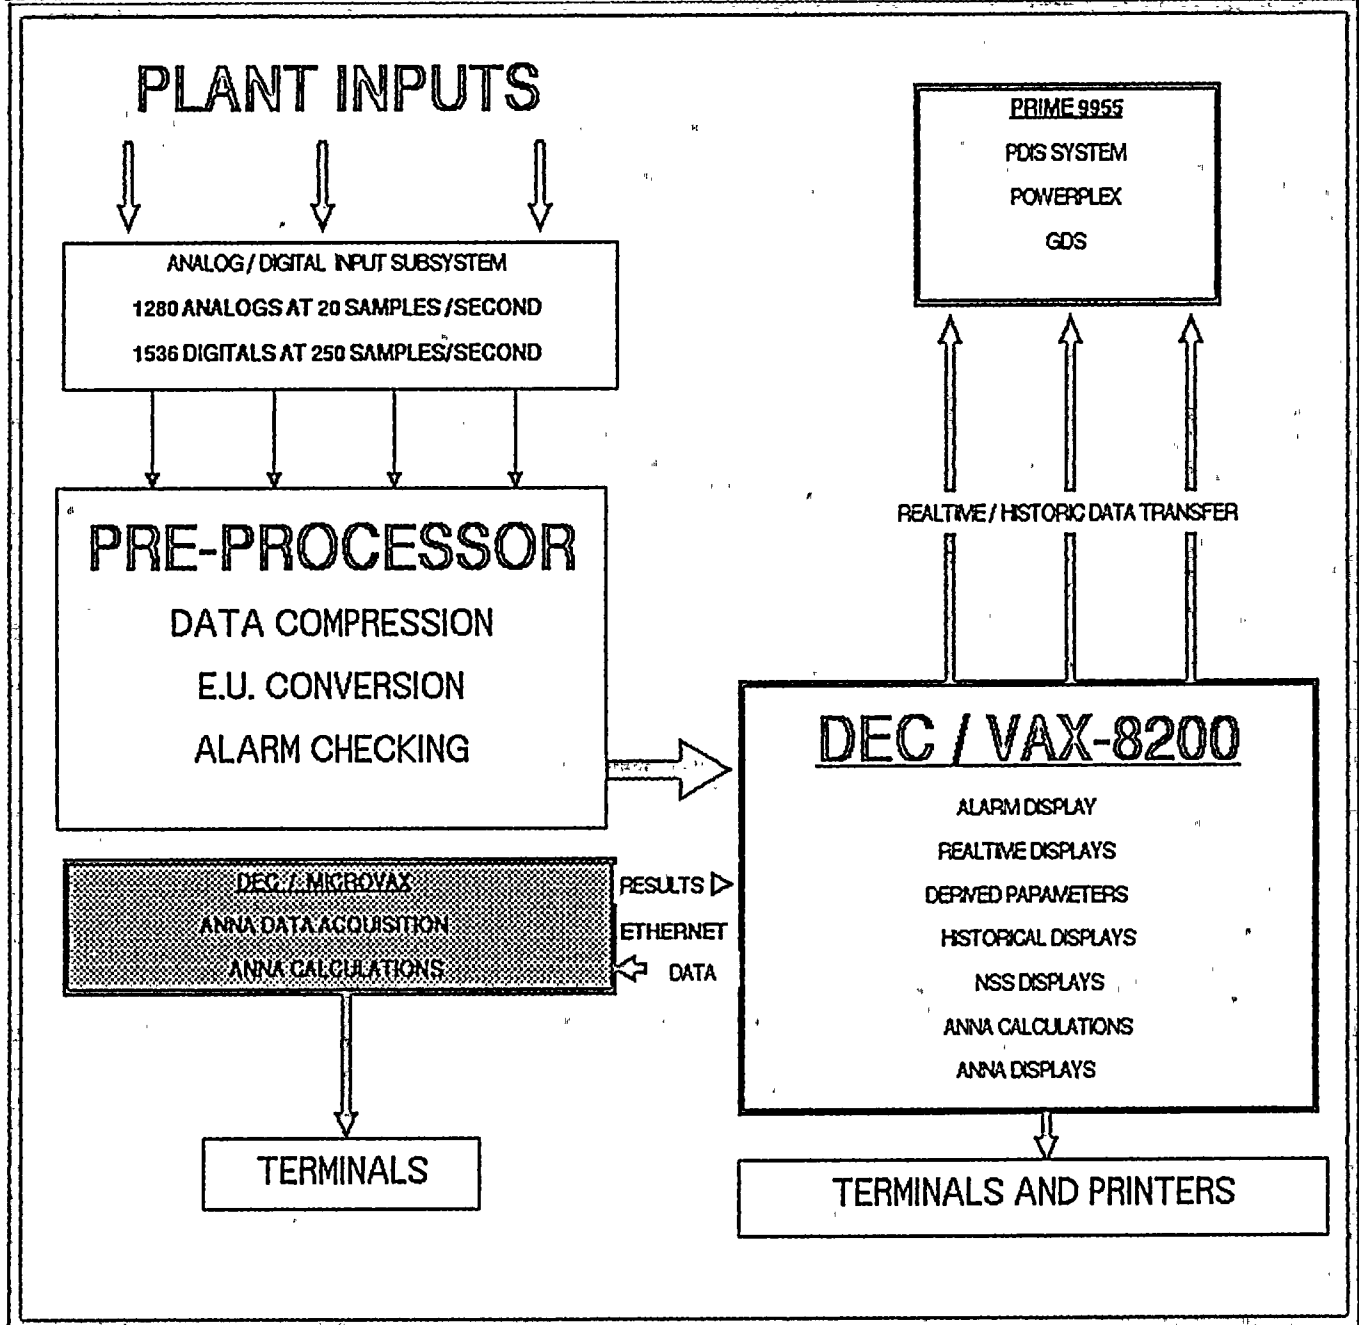 PLANT INPUTS
ANALOG / DIGITAL INPUT SUBSYSTEM
1280 ANALOGS AT 20 SAMPLES / SECOND
1536 DIGITALS AT 250 SAMPLES/SECOND
PRE-PROCESSOR
DATA COMPRESSION
E.U. CONVERSION
ALARM CHECKING
DEC / MICROVAX
ANNA DATA ACQUISITION
ANNA CALCULATIONS
RESULTS
ETHERNET
DATA
TERMINALS
PRIME 9955
PDIS SYSTEM
POWERPLEX
GDS
REALTIME / HISTORIC DATA TRANSFER
DEC / VAX-8200
ALARM DISPLAY
REALTIME DISPLAYS
DERIVED PARAMETERS
HISTORICAL DISPLAYS
NSS DISPLAYS
ANNA CALCULATIONS
ANNA DISPLAYS
TERMINALS AND PRINTERS